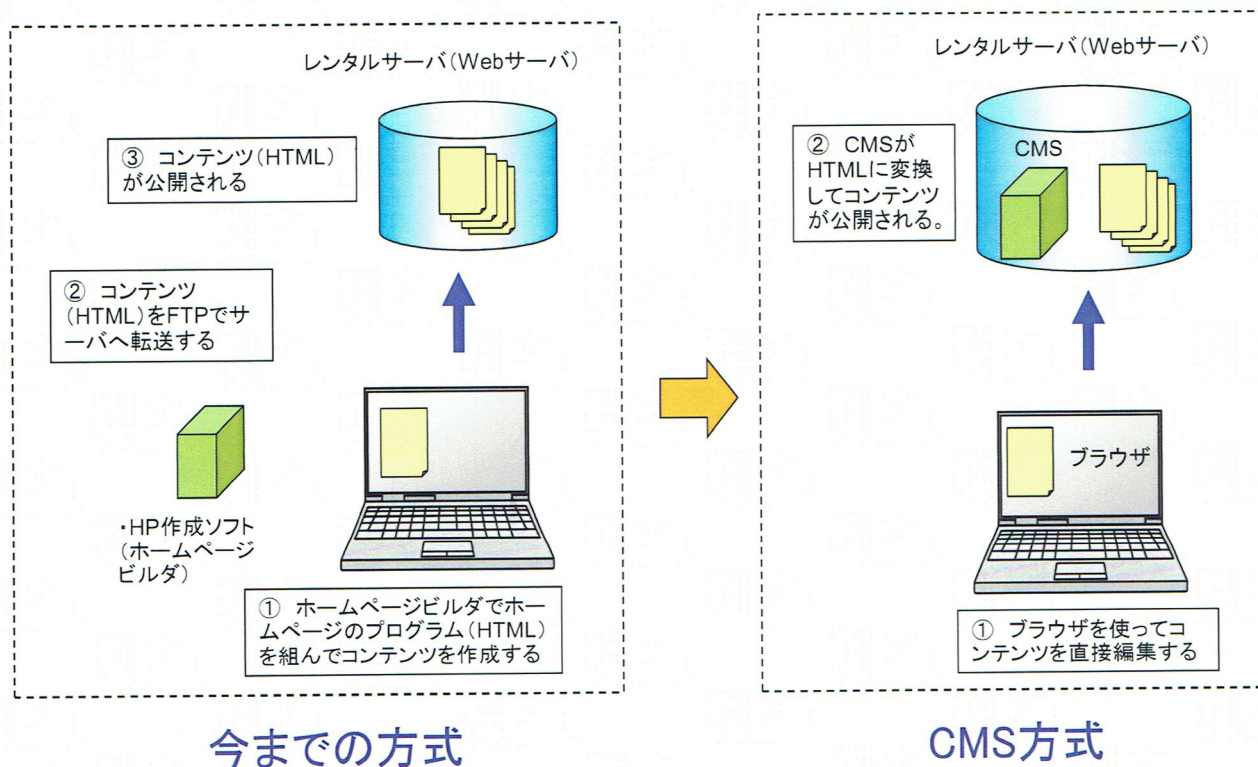 レンタルサーバ(Webサーバ)
③ コンテンツ(HTML)
が公開される
② コンテンツ
(HTML)をFTPでサ
ーバへ転送する
・HP作成ソフト
(ホームページ
ビルダ)
① ホームページビルダでホー
ムページのプログラム(HTML)
を組んでコンテンツを作成する
今までの方式
レンタルサーバ(Webサーバ)
② CMSが
HTMLに変換
してコンテンツ
が公開される。
CMS
ブラウザ
① ブラウザを使ってコ
ンテンツを直接編集する
CMS方式